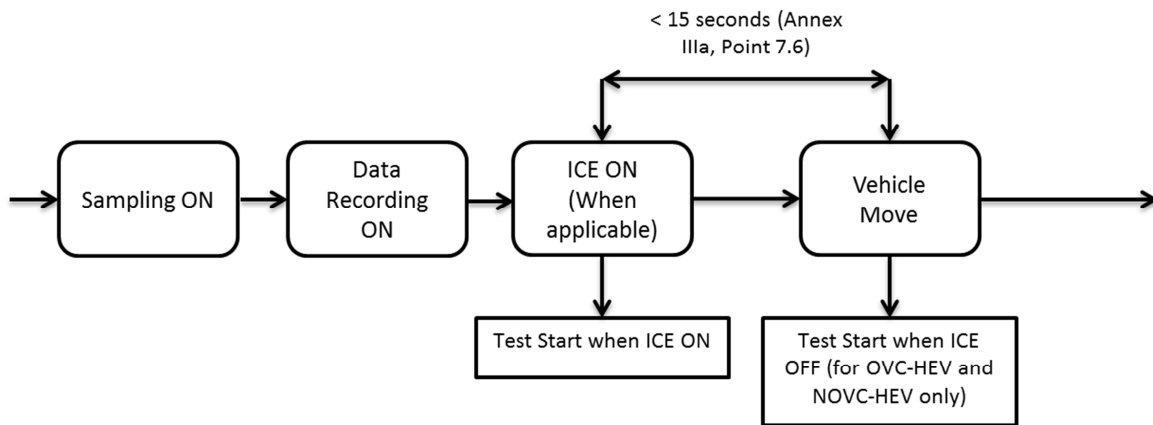 < 15 seconds (Annex
IIIa, Point 7.6)
Sampling ON
Data
Recording
ON
ICE ON
(When
applicable)
Vehicle
Move
Test Start when ICE ON
Test Start when ICE
OFF (for OVC-HEV and
NOVC-HEV only)